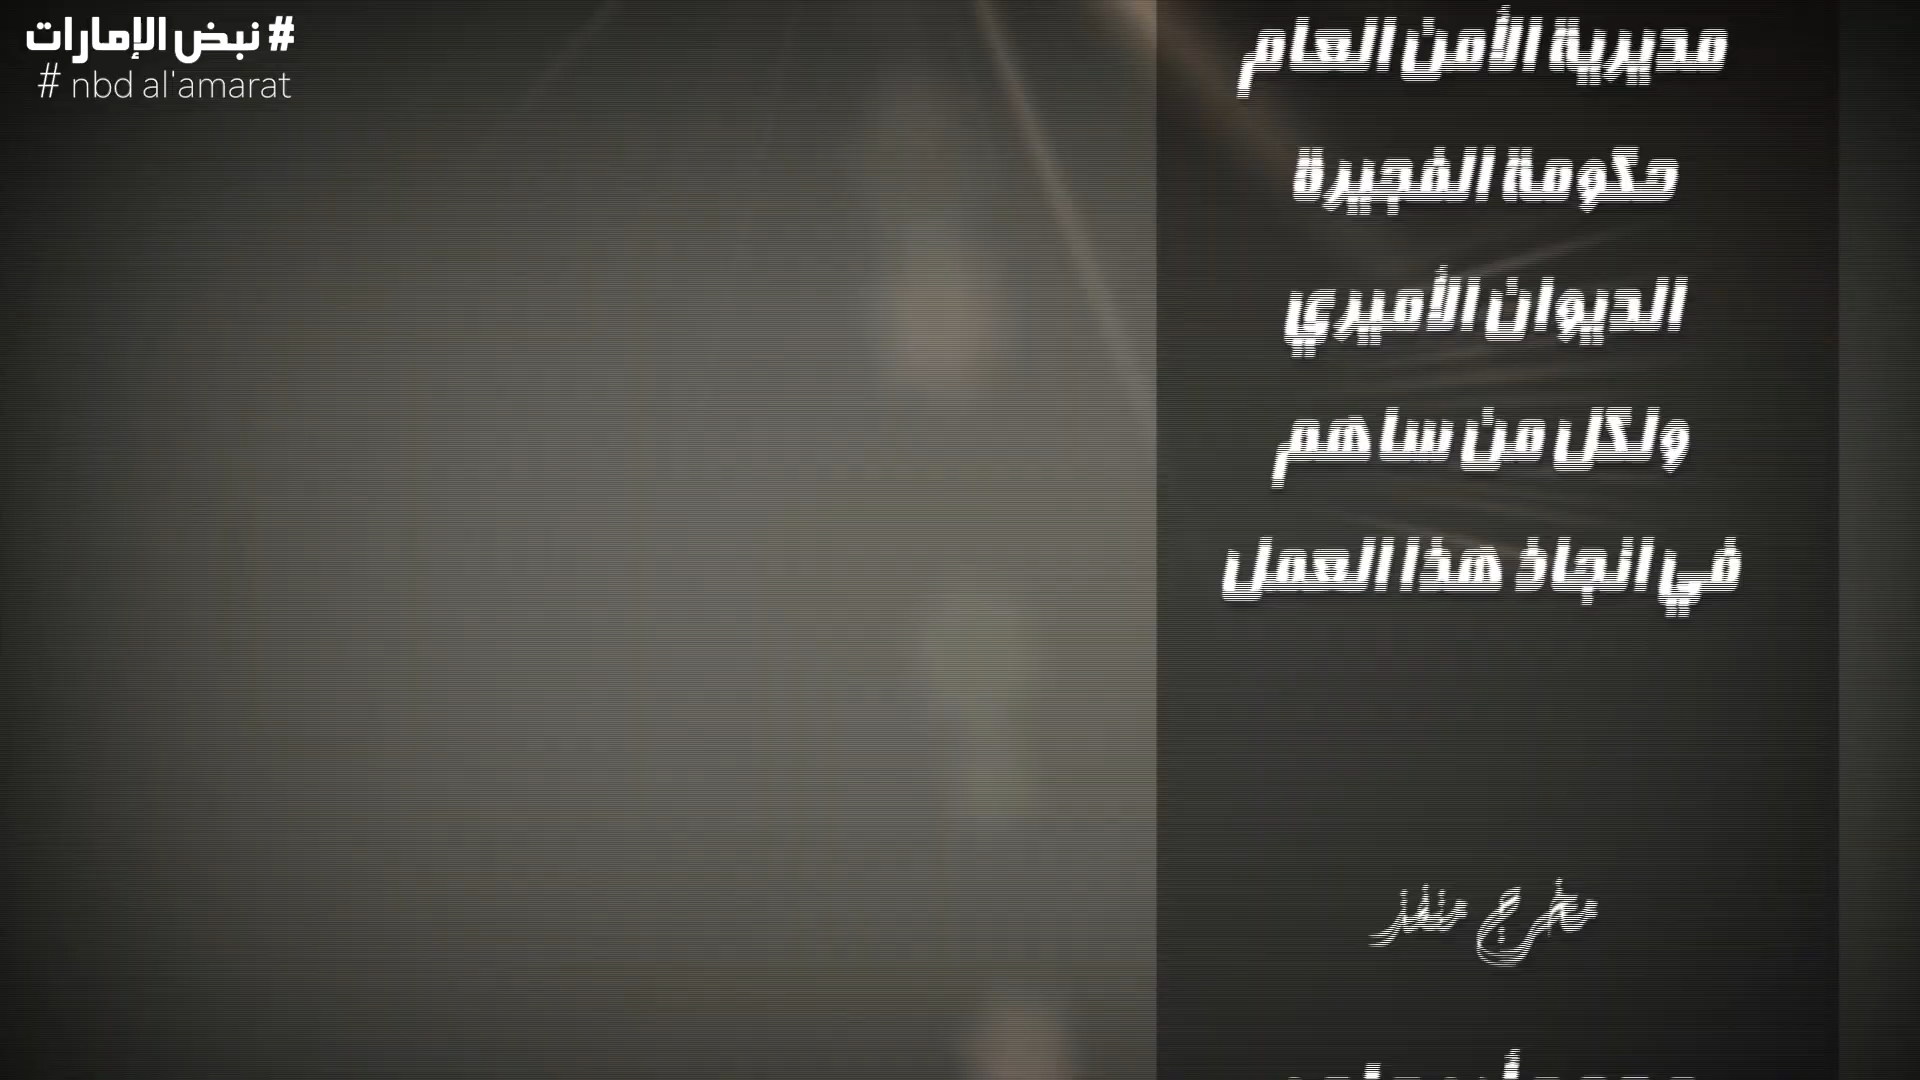 # نبض الإمارات
# nbd al'amarat
مديرية الأمن العام
حكومة الفجيرة
الديوان الأميري
ولكل من ساهم
في انجاذ هذا العمل
مخرج منفذ